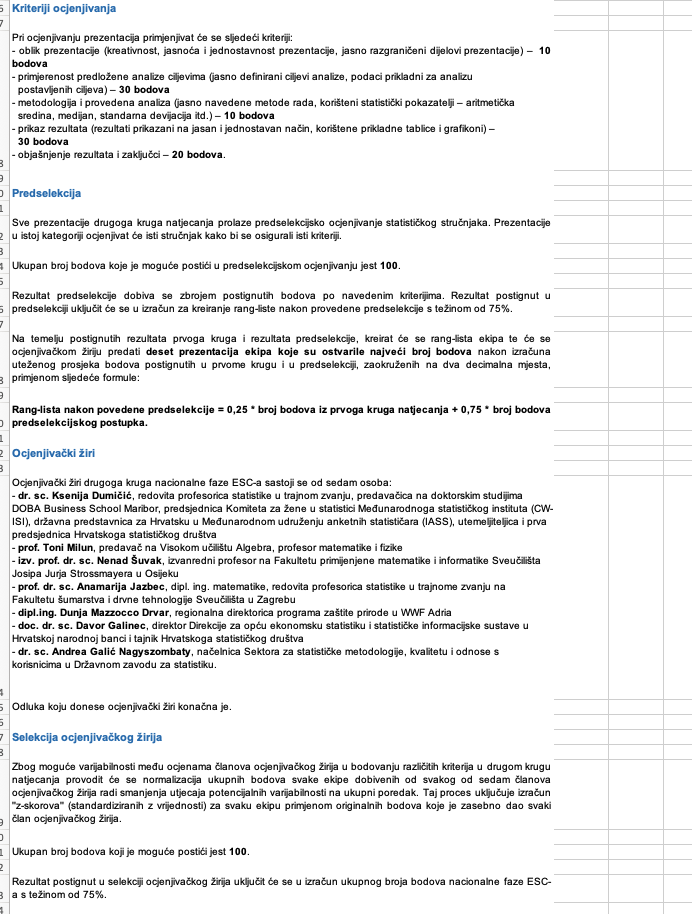 Kriteriji ocjenjivanja
Pri ocjenjivanju prezentacija primjenjivat će se sljedeći kriteriji:
- oblik prezentacije (kreativnost, jasnoća i jednostavnost prezentacije, jasno razgraničeni dijelovi prezentacije) – 10
bodova
- primjerenost predložene analize ciljevima (jasno definirani ciljevi analize, podaci prikladni za analizu
postavljenih ciljeva) – 30 bodova
- metodologija i provedena analiza (jasno navedene metode rada, korišteni statistički pokazatelji – aritmetička
sredina, medijan, standarna devijacija itd.) – 10 bodova
- prikaz rezultata (rezultati prikazani na jasan i jednostavan način, korištene prikladne tablice i grafikoni) –
30 bodova
- objašnjenje rezultata i zaključci – 20 bodova.
Predselekcija
Sve prezentacije drugoga kruga natjecanja prolaze predselekcijsko ocjenjivanje statističkog stručnjaka. Prezentacije
u istoj kategoriji ocjenjivat će isti stručnjak kako bi se osigurali isti kriteriji.
Ukupan broj bodova koje je moguće postići u predselekcijskom ocjenjivanju jest 100.
Rezultat predselekcije dobiva se zbrojem postignutih bodova po navedenim kriterijima. Rezultat postignut u
predselekciji uključit će se u izračun za kreiranje rang-liste nakon provedene predselekcije s težinom od 75%.
Na temelju postignutih rezultata prvoga kruga i rezultata predselekcije, kreirat će se rang-lista ekipa te će se
ocjenjivačkom žiriju predati deset prezentacija ekipa koje su ostvarile najveći broj bodova nakon izračuna
uteženog prosjeka bodova postignutih u prvome krugu i u predselekciji, zaokruženih na dva decimalna mjesta,
primjenom sljedeće formule:
Rang-lista nakon povedene predselekcije = 0,25 * broj bodova iz prvoga kruga natjecanja + 0,75 * broj bodova
predselekcijskog postupka.
Ocjenjivački žiri
Ocjenjivački žiri drugoga kruga nacionalne faze ESC-a sastoji se od sedam osoba:
- dr. sc. Ksenija Dumičić, redovita profesorica statistike u trajnom zvanju, predavačica na doktorskim studijima
DOBA Business School Maribor, predsjednica Komiteta za žene u statistici Međunarodnoga statističkog instituta (CW-
ISI), državna predstavnica za Hrvatsku u Međunarodnom udruženju anketnih statističara (IASS), utemeljiteljica i prva
predsjednica Hrvatskoga statističkog društva
- prof. Toni Milun, predavač na Visokom učilištu Algebra, profesor matematike i fizike
- izv. prof. dr. sc. Nenad Šuvak, izvanredni profesor na Fakultetu primijenjene matematike i informatike Sveučilišta
Josipa Jurja Strossmayera u Osijeku
- prof. dr. sc. Anamarija Jazbec, dipl. ing. matematike, redovita profesorica statistike u trajnome zvanju na
Fakultetu šumarstva i drvne tehnologije Sveučilišta u Zagrebu
- dipl.ing. Dunja Mazzocco Drvar, regionalna direktorica programa zaštite prirode u WWF Adria
- doc. dr. sc. Davor Galinec, direktor Direkcije za opću ekonomsku statistiku i statističke informacijske sustave u
Hrvatskoj narodnoj banci i tajnik Hrvatskoga statističkog društva
- dr. sc. Andrea Galić Nagyszombaty, načelnica Sektora za statističke metodologije, kvalitetu i odnose s
korisnicima u Državnom zavodu za statistiku.
Odluka koju donese ocjenjivački žiri konačna je.
Selekcija ocjenjivačkog žirija
Zbog moguće varijabilnosti među ocjenama članova ocjenjivačkog žirija u bodovanju različitih kriterija u drugom krugu
natjecanja provodit će se normalizacija ukupnih bodova svake ekipe dobivenih od svakog od sedam članova
ocjenjivačkog žirija radi smanjenja utjecaja potencijalnih varijabilnosti na ukupni poredak. Taj proces uključuje izračun
"z-skorova" (standardiziranih z vrijednosti) za svaku ekipu primjenom originalnih bodova koje je zasebno dao svaki
član ocjenjivačkog žirija.
Ukupan broj bodova koji je moguće postići jest 100.
Rezultat postignut u selekciji ocjenjivačkog žirija uključit će se u izračun ukupnog broja bodova nacionalne faze ESC-
a s težinom od 75%.